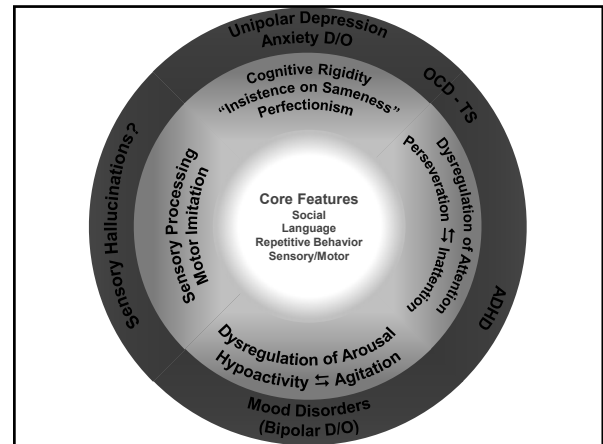 Unipolar Depression
Anxiety D/O
OCD - TS
Cognitive Rigidity
“Insistence on Sameness”
Perfectionism
Sensory Hallucinations?
Sensory Processing
Motor Imitation
Core Features
Social
Language
Repetitive Behavior
Sensory/Motor
Dysregulation of Attention
Perseveration ⇆ Inattention
ADHD
Dysregulation of Arousal
Hypoactivity ⇆ Agitation
Mood Disorders
(Bipolar D/O)